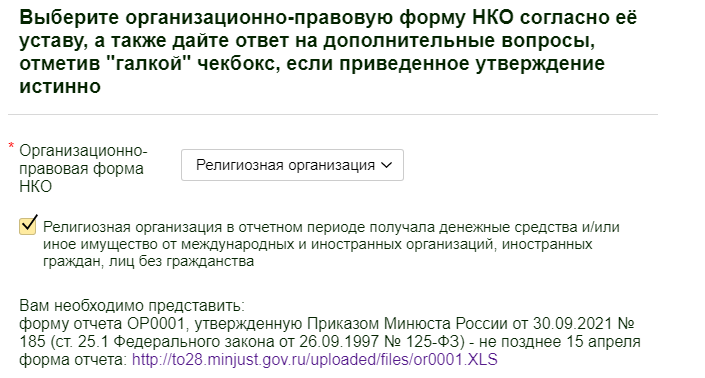 Выберите организационно-правовую форму НКО согласно её
уставу, а также дайте ответ на дополнительные вопросы,
отметив "галкой" чекбокс, если приведенное утверждение
истинно
* Организационно-
правовая форма
НКО
Религиозная организация
Религиозная организация в отчетном периоде получала денежные средства и/или
иное имущество от международных и иностранных организаций, иностранных
граждан, лиц без гражданства
Вам необходимо представить:
форму отчета ОР0001, утвержденную Приказом Минюста России от 30.09.2021 №
185 (ст. 25.1 Федерального закона от 26.09.1997 № 125-ФЗ) - не позднее 15 апреля
форма отчета: http://to28.minjust.gov.ru/uploaded/files/or0001.XLS